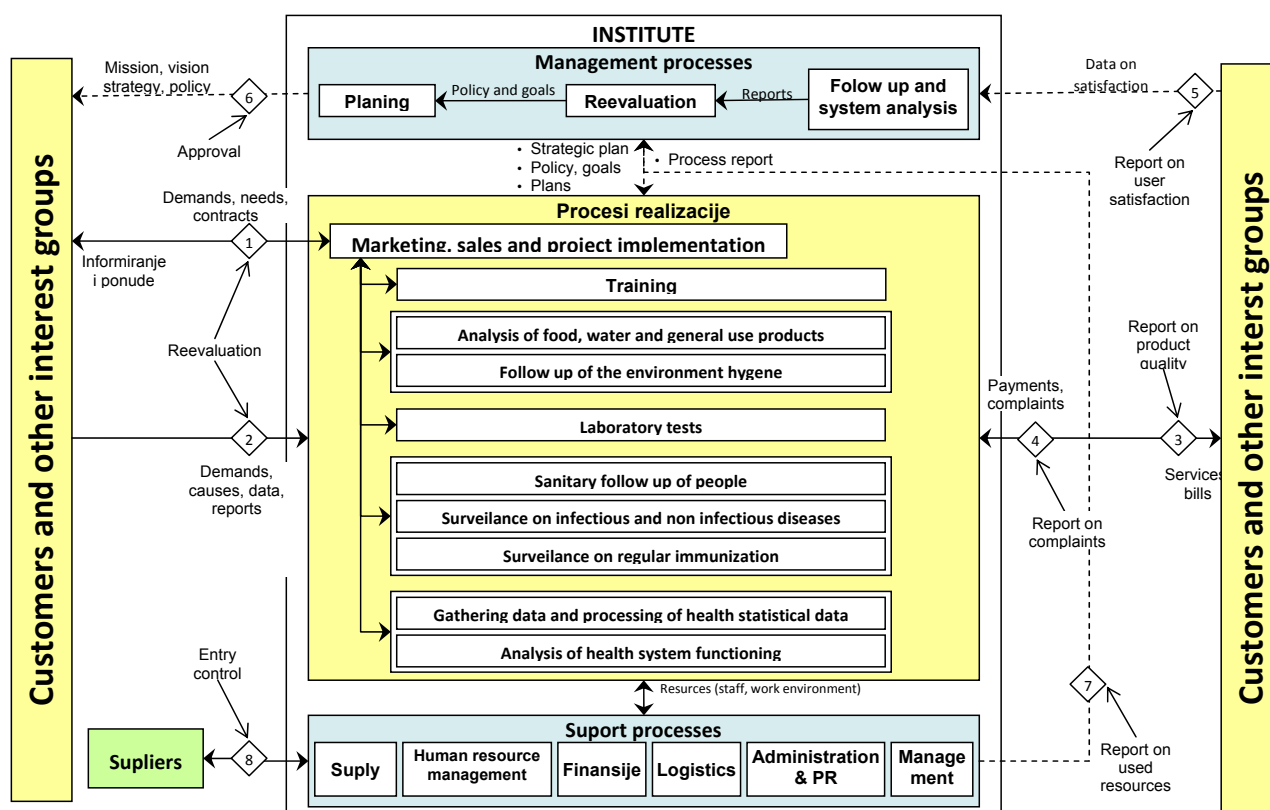 INSTITUTE
Management processes
Planing
Policy and goals
Reevaluation
Reports
Folow up and
system analysis
Mission, vision
strategy, policy
6
Approval
Data on
satisfaction
5
Report on
user
satisfaction
• Strategic plan
• Policy, goals
• Plans
• Process report
Customers and other interest groups
Demands, needs,
contracts
1
Informiranje
i ponude
Reevaluation
2
Demands,
causes, data,
reports
Procesi realizacije
Marketing, sales and project implementation
Training
Analysis of food, water and general use products
Follow up of the environment hygene
Laboratory tests
Sanitary follow up of people
Surveilance on infectious and non infectious diseases
Surveilance on regular immunization
Gathering data and processing of health statistical data
Analysis of health system functioning
Payments,
complaints
4
Report on
complaints
Report on
product
quality
3
Services
bills
Customers and other interst groups
Resurces (staff, work environment)
7
Report on
used
resources
Entry
control
8
Supliers
Suport processes
Suply
Human resource
management
Finansije
Logistics
Administration
& PR
Manage
ment